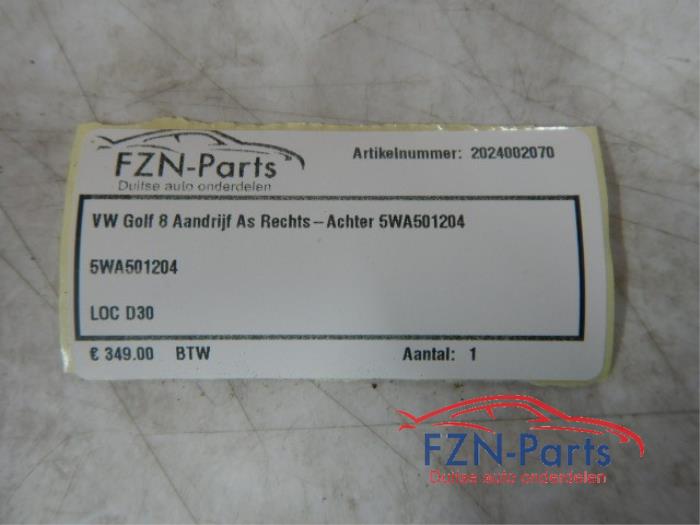 FZN-Parts
Duitse auto onderdelen
Artikelnummer: 2024002070
VW Golf 8 Aandrijf As Rechts-Achter 5WA501204
5WA501204
LOC D30
€ 349.00 BTW
Aantal: 1
FZN-Parts
Duitse auto onderdelen